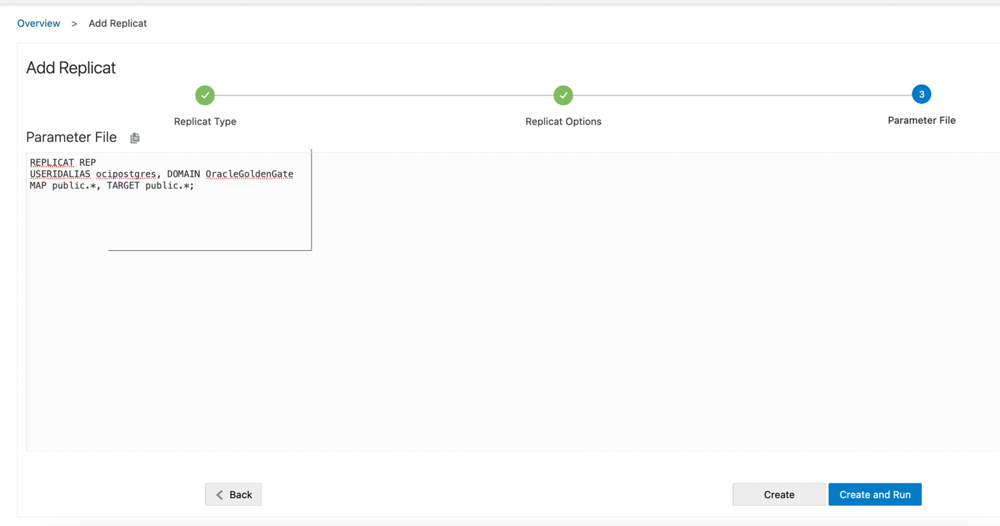 Overview > Add Replicat
Add Replicat
3
Replicat Type
Replicat Options
Parameter File
Parameter File
REPLICAT REP
USERIDALIAS ocipostgres, DOMAIN OracleGoldenGate
MAP public.*, TARGET public.*;
Back
Create
Create and Run